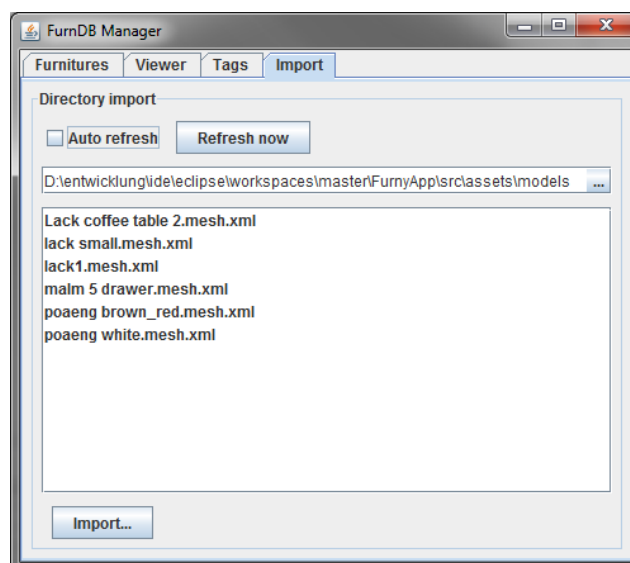 FurnDB Manager
Furnitures Viewer Tags Import
Directory import
Auto refresh Refresh now
D:\entwicklung\ide\eclipse\workspaces\master\FurnyApp\src\assets\models ...
Lack coffee table 2.mesh.xml
lack small.mesh.xml
lack1.mesh.xml
malm 5 drawer.mesh.xml
poaeng brown_red.mesh.xml
poaeng white.mesh.xml
Import...